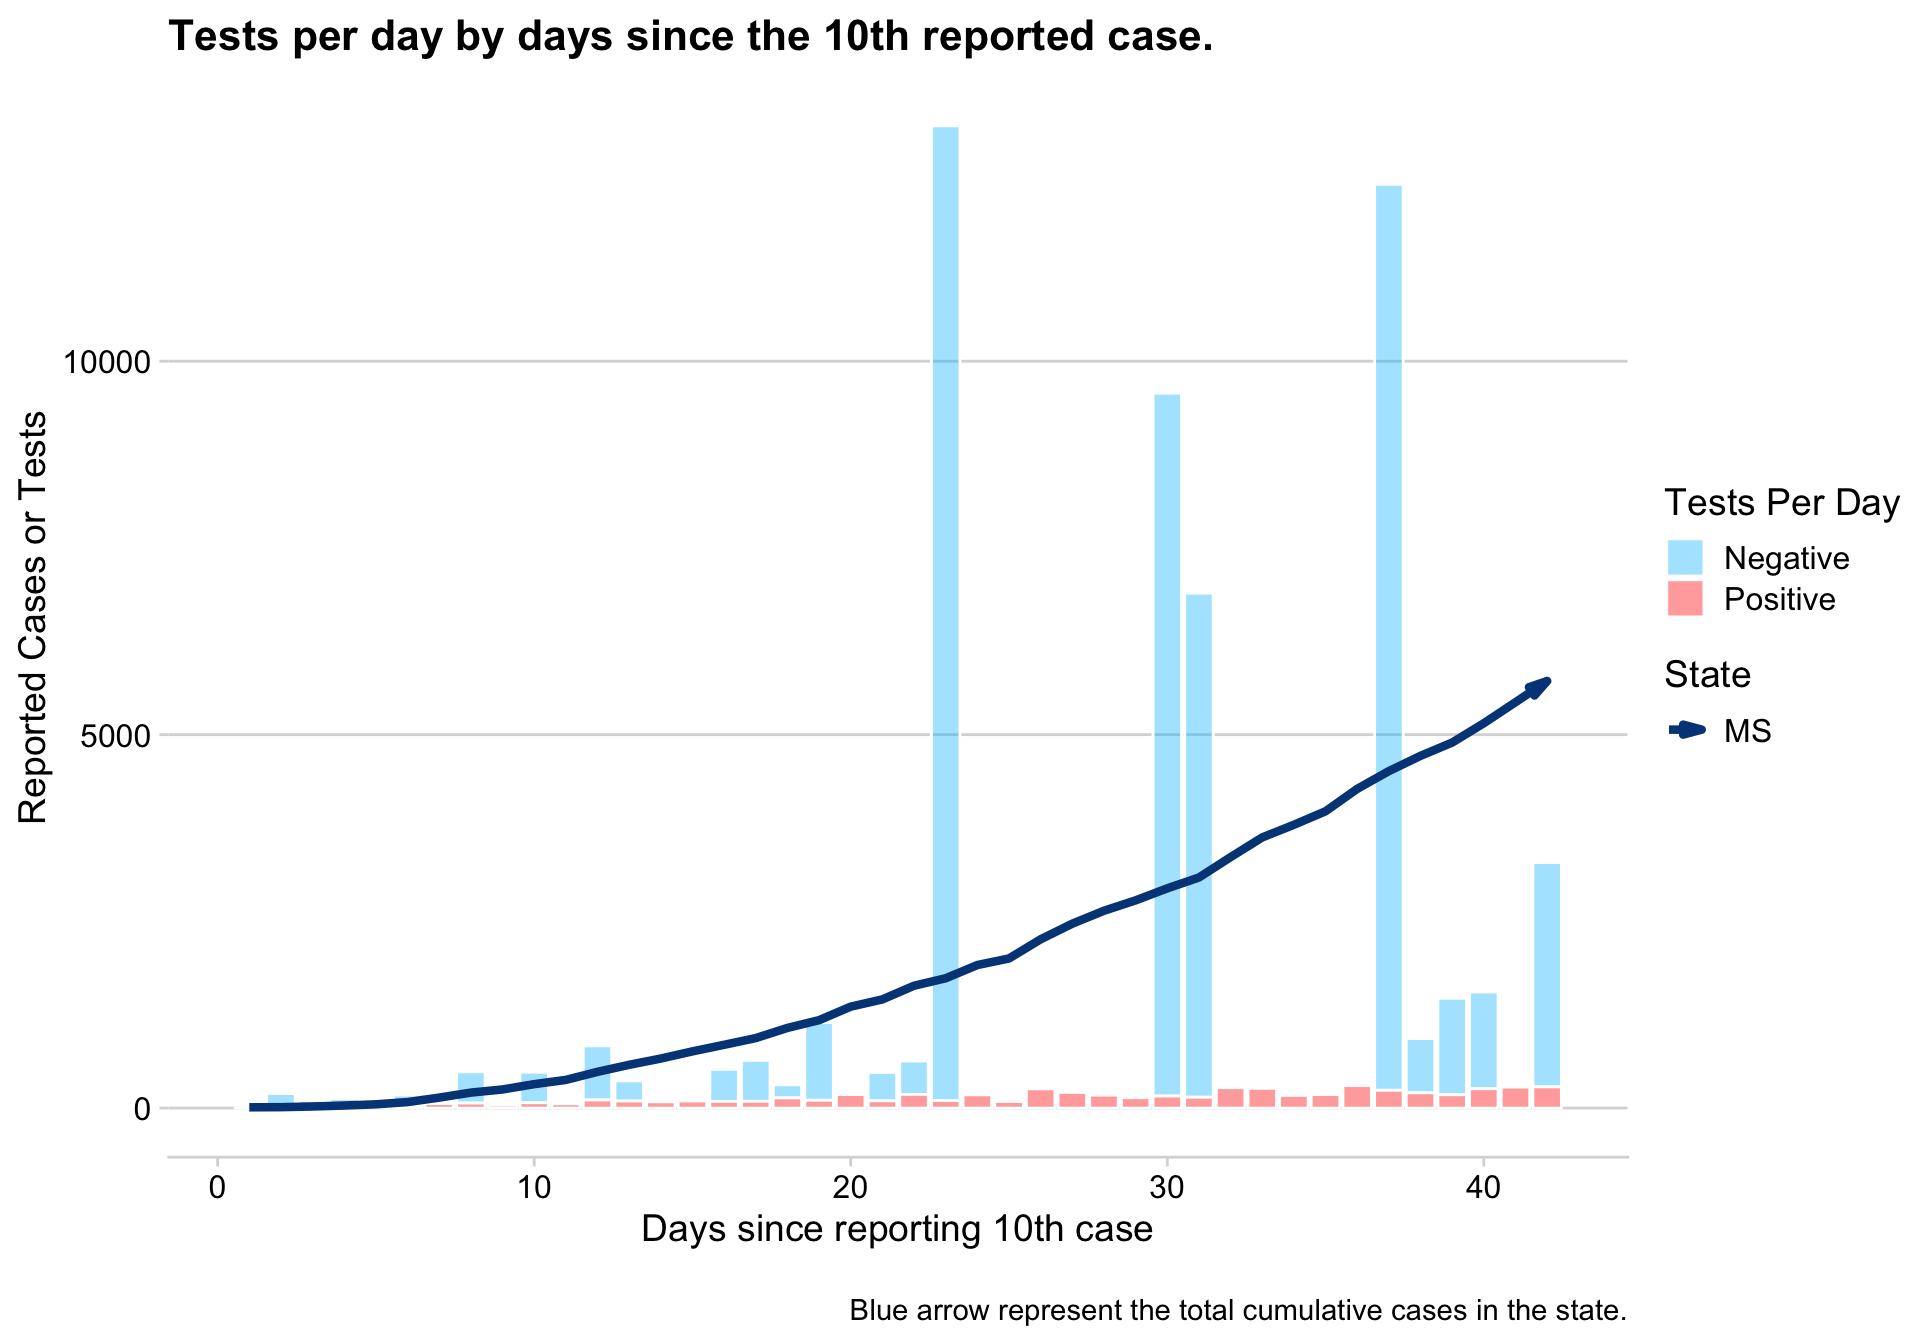 Tests per day by days since the 10th reported case.
10000
5000
0
Reported Cases or Tests
0 10 20 30 40
Days since reporting 10th case
Tests Per Day
Negative
Positive
State
MS
Blue arrow represent the total cumulative cases in the state.